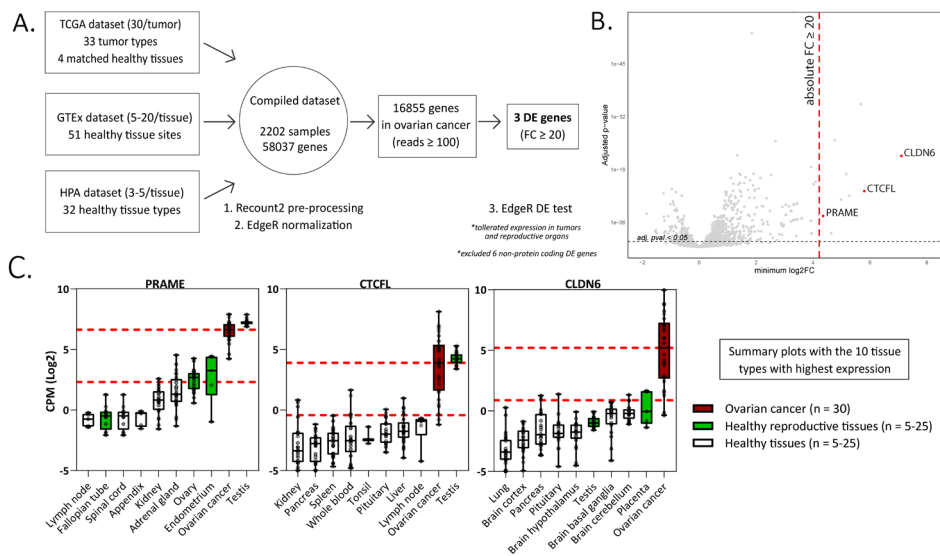 A.
TCGA dataset (30/tumor)
33 tumor types
4 matched healthy tissues
GTEx dataset (5-20/tissue)
51 healthy tissue sites
HPA dataset (3-5/tissue)
32 healthy tissue types
Compiled dataset
2202 samples
58037 genes
1. Recount2 pre-processing
2. EdgeR normalization
16855 genes
in ovarian cancer
(reads ≥ 100)
3 DE genes
(FC ≥ 20)
3. EdgeR DE test
*tollerated expression in tumors
and reproductive organs
*excluded 6 non-protein coding DE genes
B.
absolute FC ≥ 20
Adjusted p-value
1e-45
1e-32
1e-19
1e-06
CLDN6
CTCFL
PRAME
adj. pval < 0.05
−2
0
2
4
6
8
minimum log2FC
C.
PRAME
CPM (Log2)
10
5
0
-5
Lymph node
Fallopian tube
Spinal cord
Appendix
Kidney
Adrenal gland
Ovary
Endometrium
Ovarian cancer
Testis
CTCFL
10
5
0
-5
Kidney
Pancreas
Spleen
Whole blood
Tonsil
Pituitary
Liver
Lymph node
Ovarian cancer
Testis
CLDN6
10
5
0
-5
Lung
Brain cortex
Pancreas
Pituitary
Brain hypothalamus
Testis
Brain basal ganglia
Brain cerebellum
Placenta
Ovarian cancer
Summary plots with the 10 tissue
types with highest expression
Ovarian cancer (n = 30)
Healthy reproductive tissues (n = 5-25)
Healthy tissues (n = 5-25)